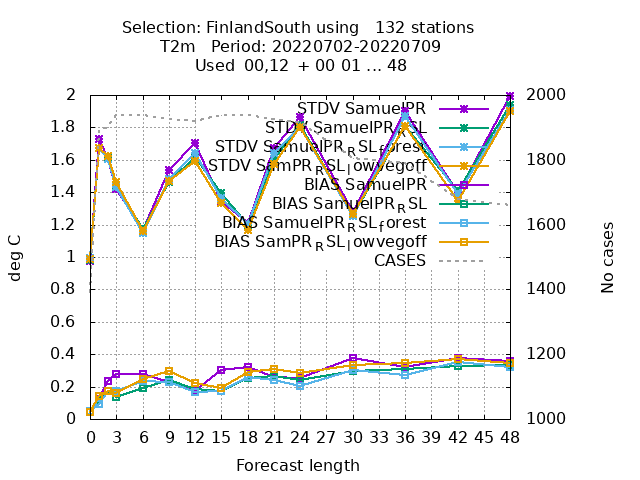 Selection: FinlandSouth using   132 stations
T2m   Period: 20220702-20220709
Used  00,12  + 00 01 ... 48
2 2000
1.8 1800
1.6 1600
1.4 1400
1.2 1200
1 1000
0.8
0.6
0.4
0.2
0
deg C
No cases
STDV SamuelPR
STDV SamuelPR_RSL
STDV SamuelPR_RSL_forest
STDV SamPR_RSL_lowvegoff
BIAS SamuelPR
BIAS SamuelPR_RSL
BIAS SamuelPR_RSL_forest
BIAS SamPR_RSL_lowvegoff
CASES
0 3 6 9 12 15 18 21 24 27 30 33 36 39 42 45 48
Forecast length